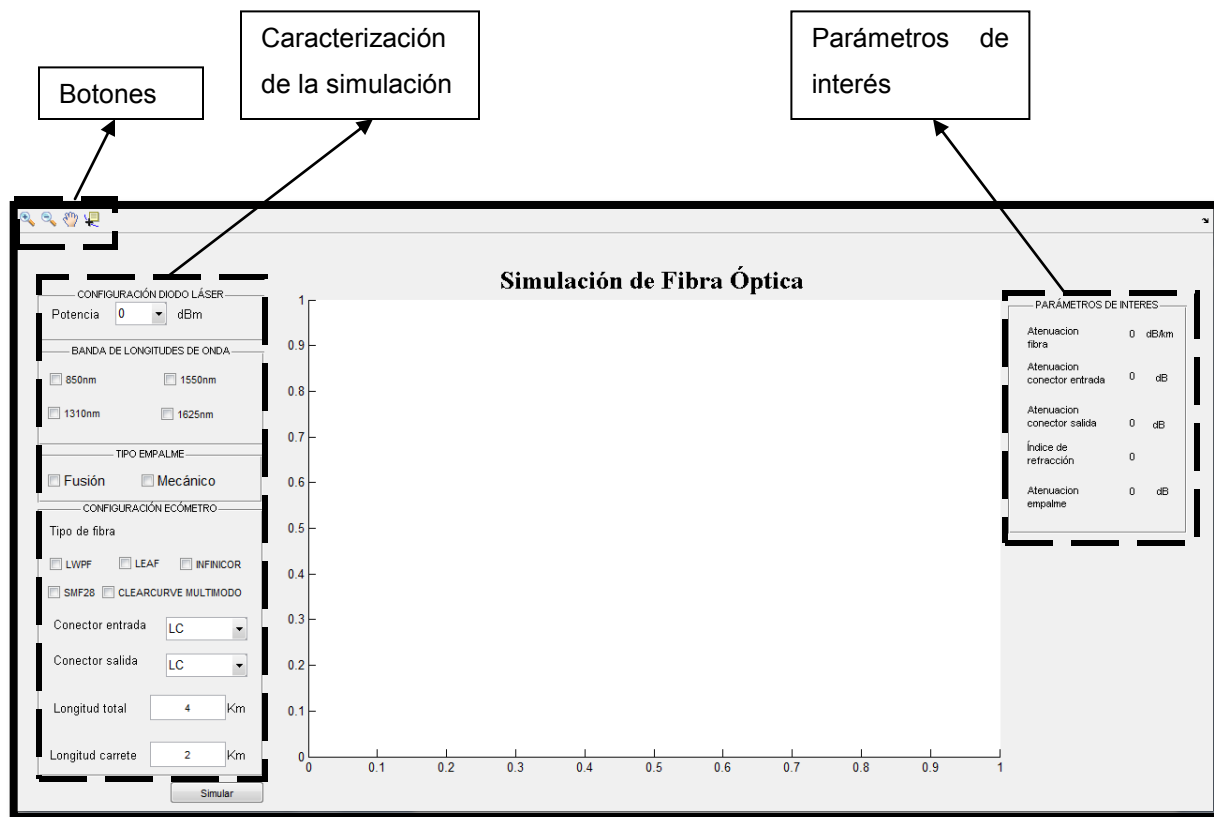 Caracterización
de la simulación
Parámetros de
interés
Botones
Simulación de Fibra Óptica
CONFIGURACIÓN DIODO LÁSER
Potencia 0 dBm
BANDA DE LONGITUDES DE ONDA
850nm 1550nm
1310nm 1625nm
TIPO EMPALME
Fusión Mecánico
CONFIGURACIÓN ECÓMETRO
Tipo de fibra
LWPF LEAF INFINICOR
SMF28 CLEARCURVE MULTIMODO
Conector entrada LC
Conector salida LC
Longitud total 4 Km
Longitud carrete 2 Km
Simular
1
0.9
0.8
0.7
0.6
0.5
0.4
0.3
0.2
0.1
0
0 0.1 0.2 0.3 0.4 0.5 0.6 0.7 0.8 0.9 1
PARÁMETROS DE INTERES
Atenuacion
fibra 0 dB/km
Atenuacion
conector entrada 0 dB
Atenuacion
conector salida 0 dB
Índice de
refracción 0
Atenuacion
empalme 0 dB